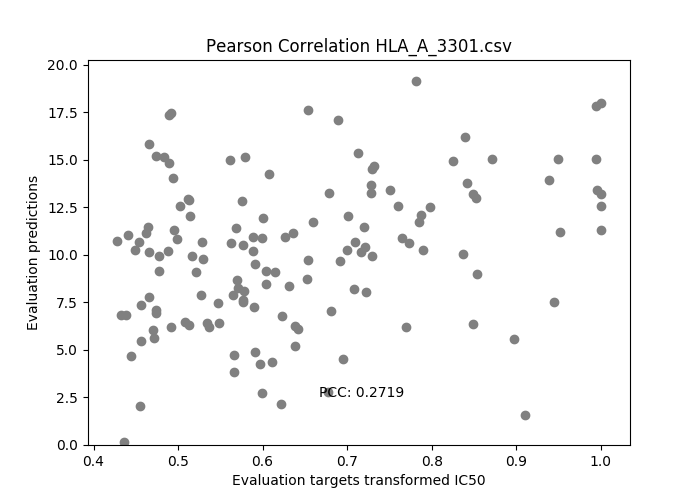 Pearson Correlation HLA_A_3301.csv
20.0
17.5
15.0
12.5
10.0
7.5
5.0
2.5
0.0
Evaluation predictions
PCC: 0.2719
0.4 0.5 0.6 0.7 0.8 0.9 1.0
Evaluation targets transformed IC50